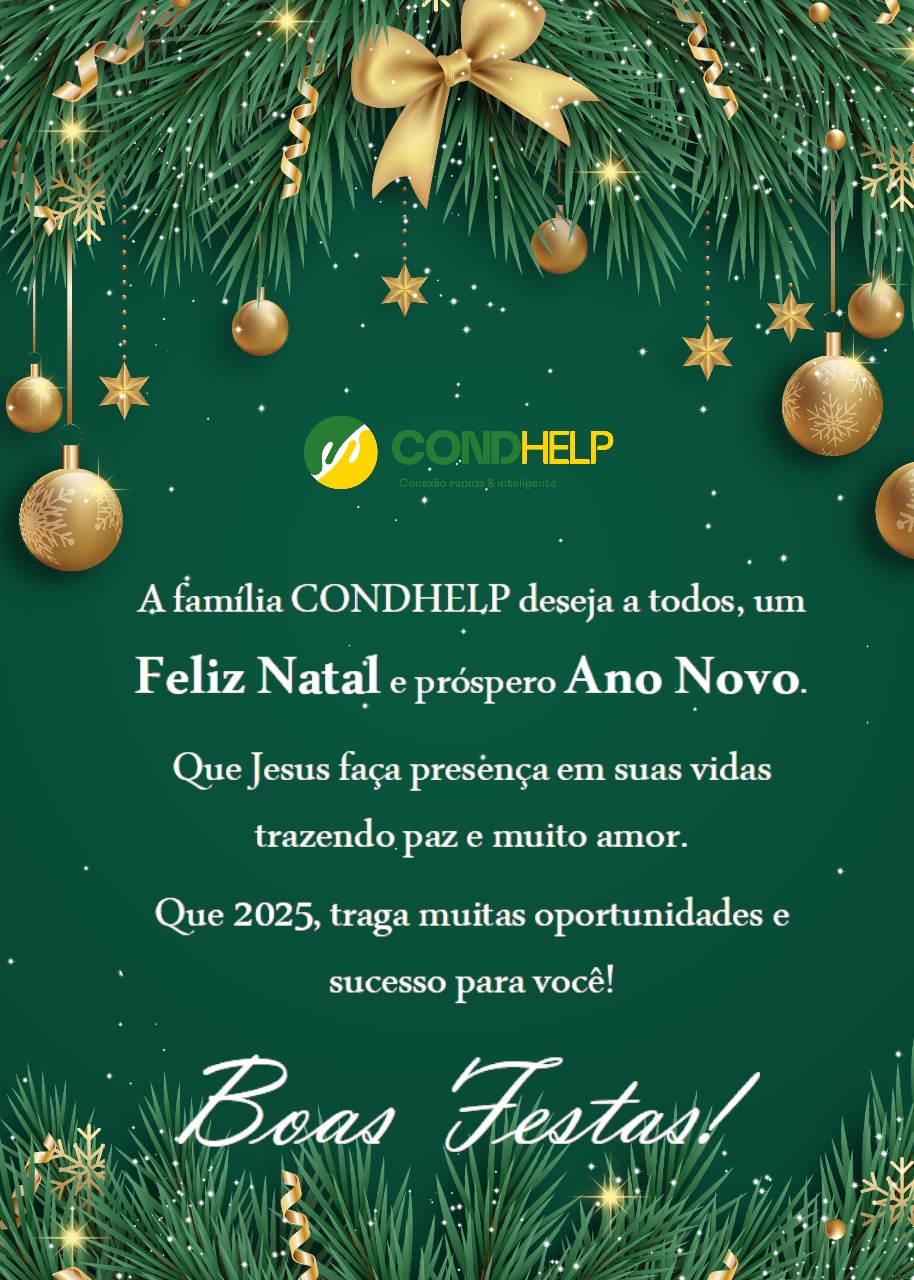 CONDHELP
Conexão rápida & inteligente
A família CONDHELP deseja a todos, um
Feliz Natal e próspero Ano Novo.
Que Jesus faça presença em suas vidas
trazendo paz e muito amor.
Que 2025, traga muitas oportunidades e
sucesso para você!
Boas Festas!